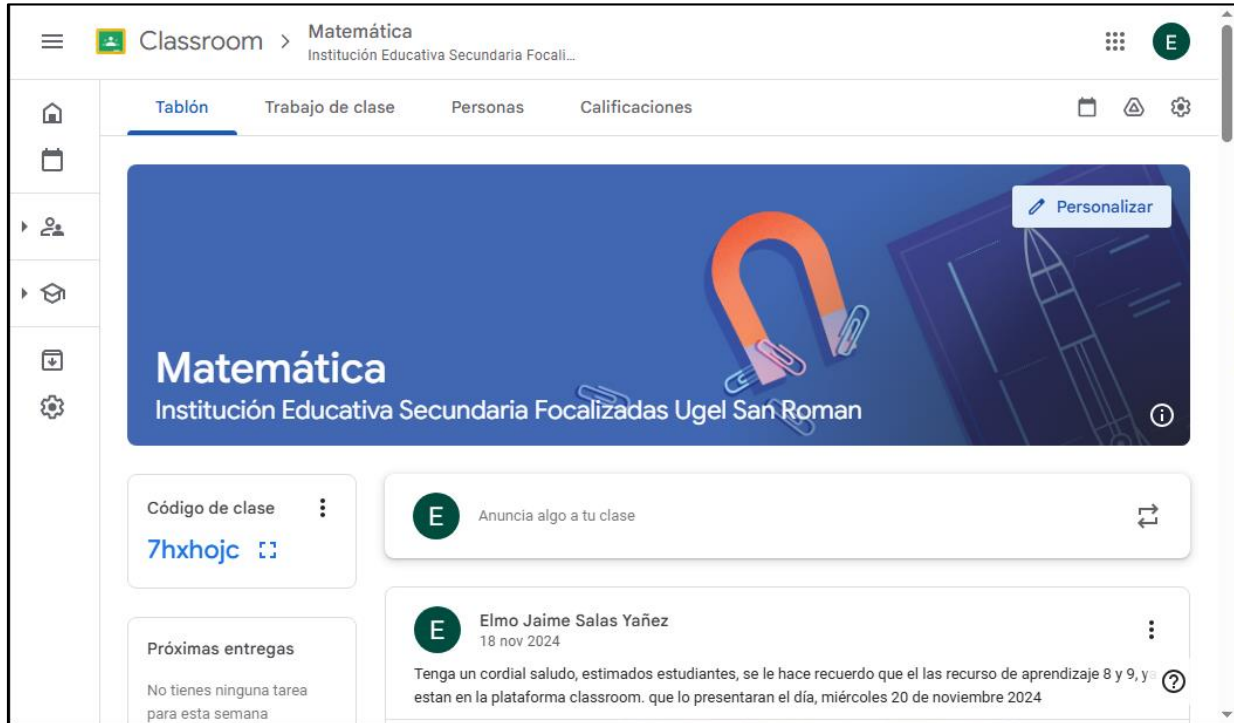 Classroom > Matemática
Institución Educativa Secundaria Focali...
E
Tablón Trabajo de clase Personas Calificaciones
Personalizar
Matemática
Institución Educativa Secundaria Focalizadas Ugel San Roman
Código de clase
7hxhojc
E Anuncia algo a tu clase
E Elmo Jaime Salas Yañez
18 nov 2024
Tenga un cordial saludo, estimados estudiantes, se le hace recuerdo que el las recurso de aprendizaje 8 y 9, ya
estan en la plataforma classroom. que lo presentaran el día, miércoles 20 de noviembre 2024
Próximas entregas
No tienes ninguna tarea
para esta semana